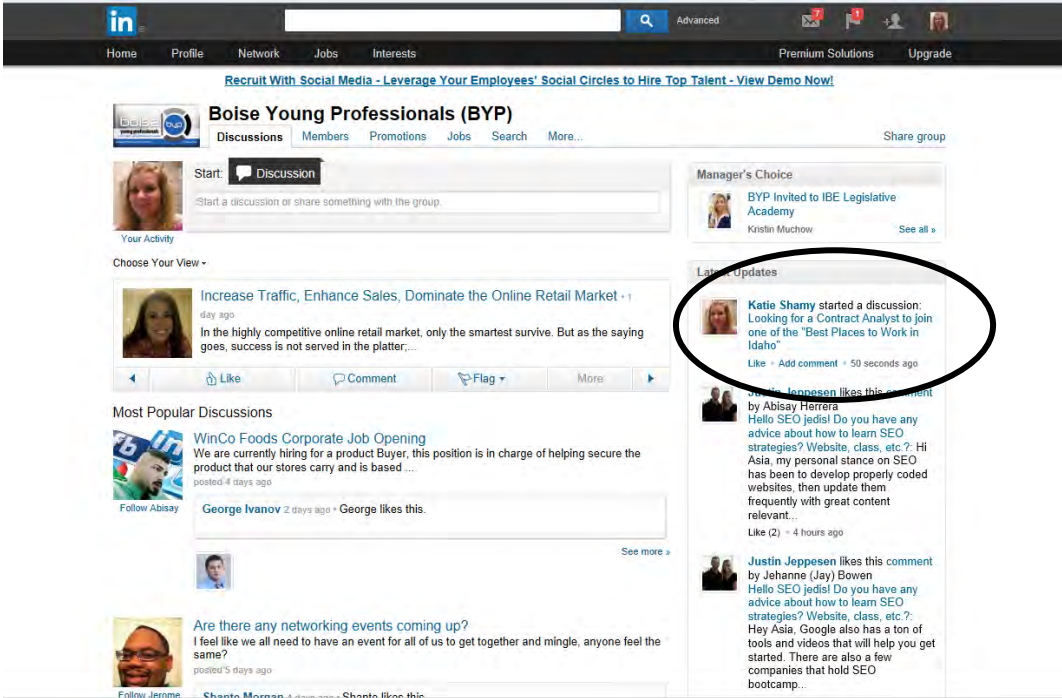 in
Advanced
7
1
Home Profile Network Jobs Interests Premium Solutions Upgrade
Recruit With Social Media - Leverage Your Employees' Social Circles to Hire Top Talent - View Demo Now!
boise
young professionals
byp
Boise Young Professionals (BYP)
Discussions Members Promotions Jobs Search More... Share group
Start: Discussion
Start a discussion or share something with the group.
Your Activity
Choose Your View
Increase Traffic, Enhance Sales, Dominate the Online Retail Market • 1
day ago
In the highly competitive online retail market, only the smartest survive. But as the saying
goes, success is not served in the platter;...
Like Comment Flag More
Most Popular Discussions
WinCo Foods Corporate Job Opening
We are currently hiring for a product Buyer, this position is in charge of helping secure the
product that our stores carry and is based ....
posted 4 days ago
Follow Abisay
George Ivanov 2 days ago • George likes this.
See more »
Are there any networking events coming up?
I feel like we all need to have an event for all of us to get together and mingle, anyone feel the
same?
posted 5 days ago
Follow Jerome
Shante Morgan 4 days ago • Shante likes this.
Manager's Choice
BYP Invited to IBE Legislative
Academy
Kristin Muchow See all »
Latest Updates
Katie Shamy started a discussion:
Looking for a Contract Analyst to join
one of the "Best Places to Work in
Idaho"
Like • Add comment • 50 seconds ago
Justin Jeppesen likes this comment
by Abisay Herrera
Hello SEO jedis! Do you have any
advice about how to learn SEO
strategies? Website, class, etc.?: Hi
Asia, my personal stance on SEO
has been to develop properly coded
websites, then update them
frequently with great content
relevant...
Like (2) • 4 hours ago
Justin Jeppesen likes this comment
by Jehanne (Jay) Bowen
Hello SEO jedis! Do you have any
advice about how to learn SEO
strategies? Website, class, etc.?:
Hey Asia, Google also has a ton of
tools and videos that will help you get
started. There are also a few
companies that hold SEO
bootcamp...